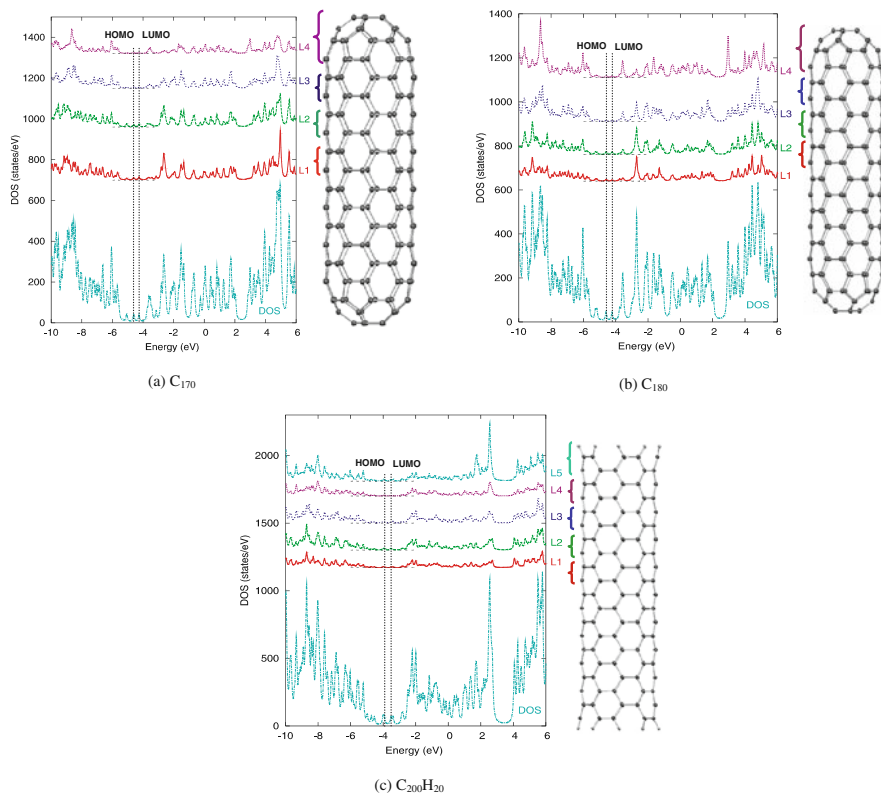 1400
1200
1000
800
600
400
200
0
DOS (states/eV)
HOMO LUMO
L4
L3
L2
L1
DOS
-10 -8 -6 -4 -2 0 2 4 6
Energy (eV)
(a) C170
1400
1200
1000
800
600
400
200
0
DOS (states/eV)
HOMO LUMO
L4
L3
L2
L1
DOS
-10 -8 -6 -4 -2 0 2 4 6
Energy (eV)
(b) C180
2000
1500
1000
500
0
DOS (states/eV)
HOMO LUMO
L5
L4
L3
L2
L1
DOS
-10 -8 -6 -4 -2 0 2 4 6
Energy (eV)
(c) C200H20